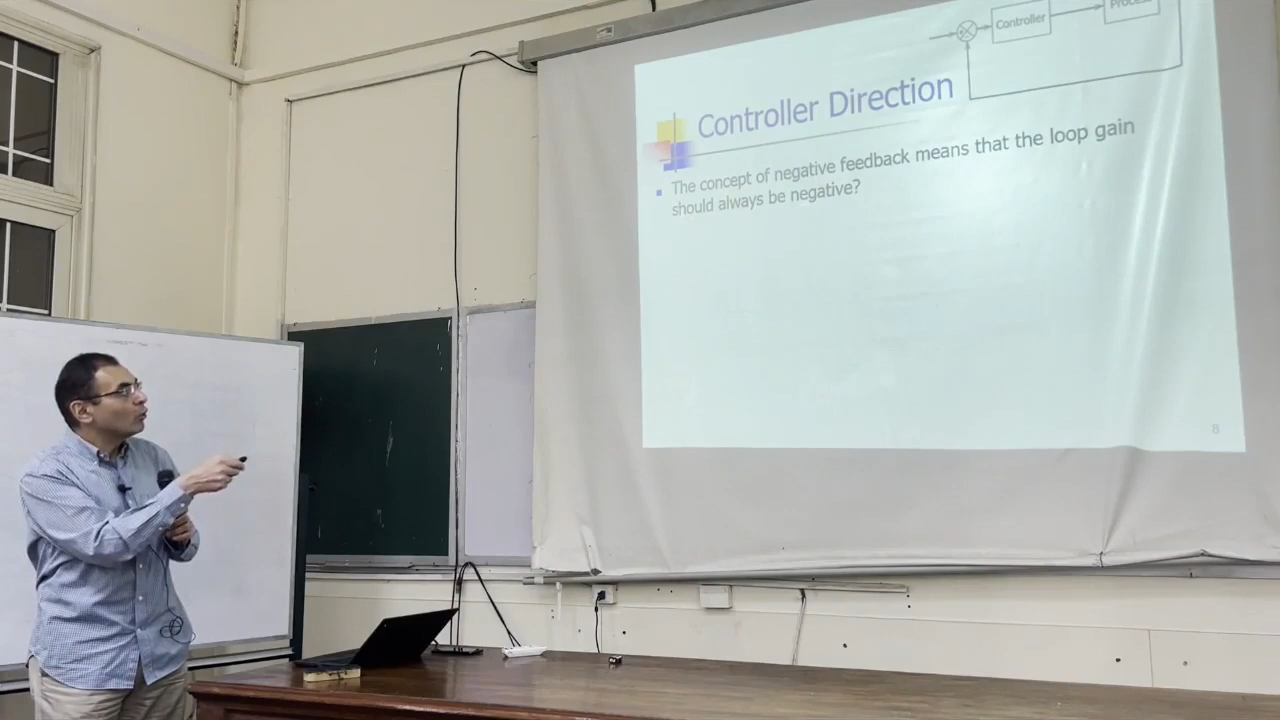 Controller
Process
Controller Direction
The concept of negative feedback means that the loop gain
should always be negative?
8